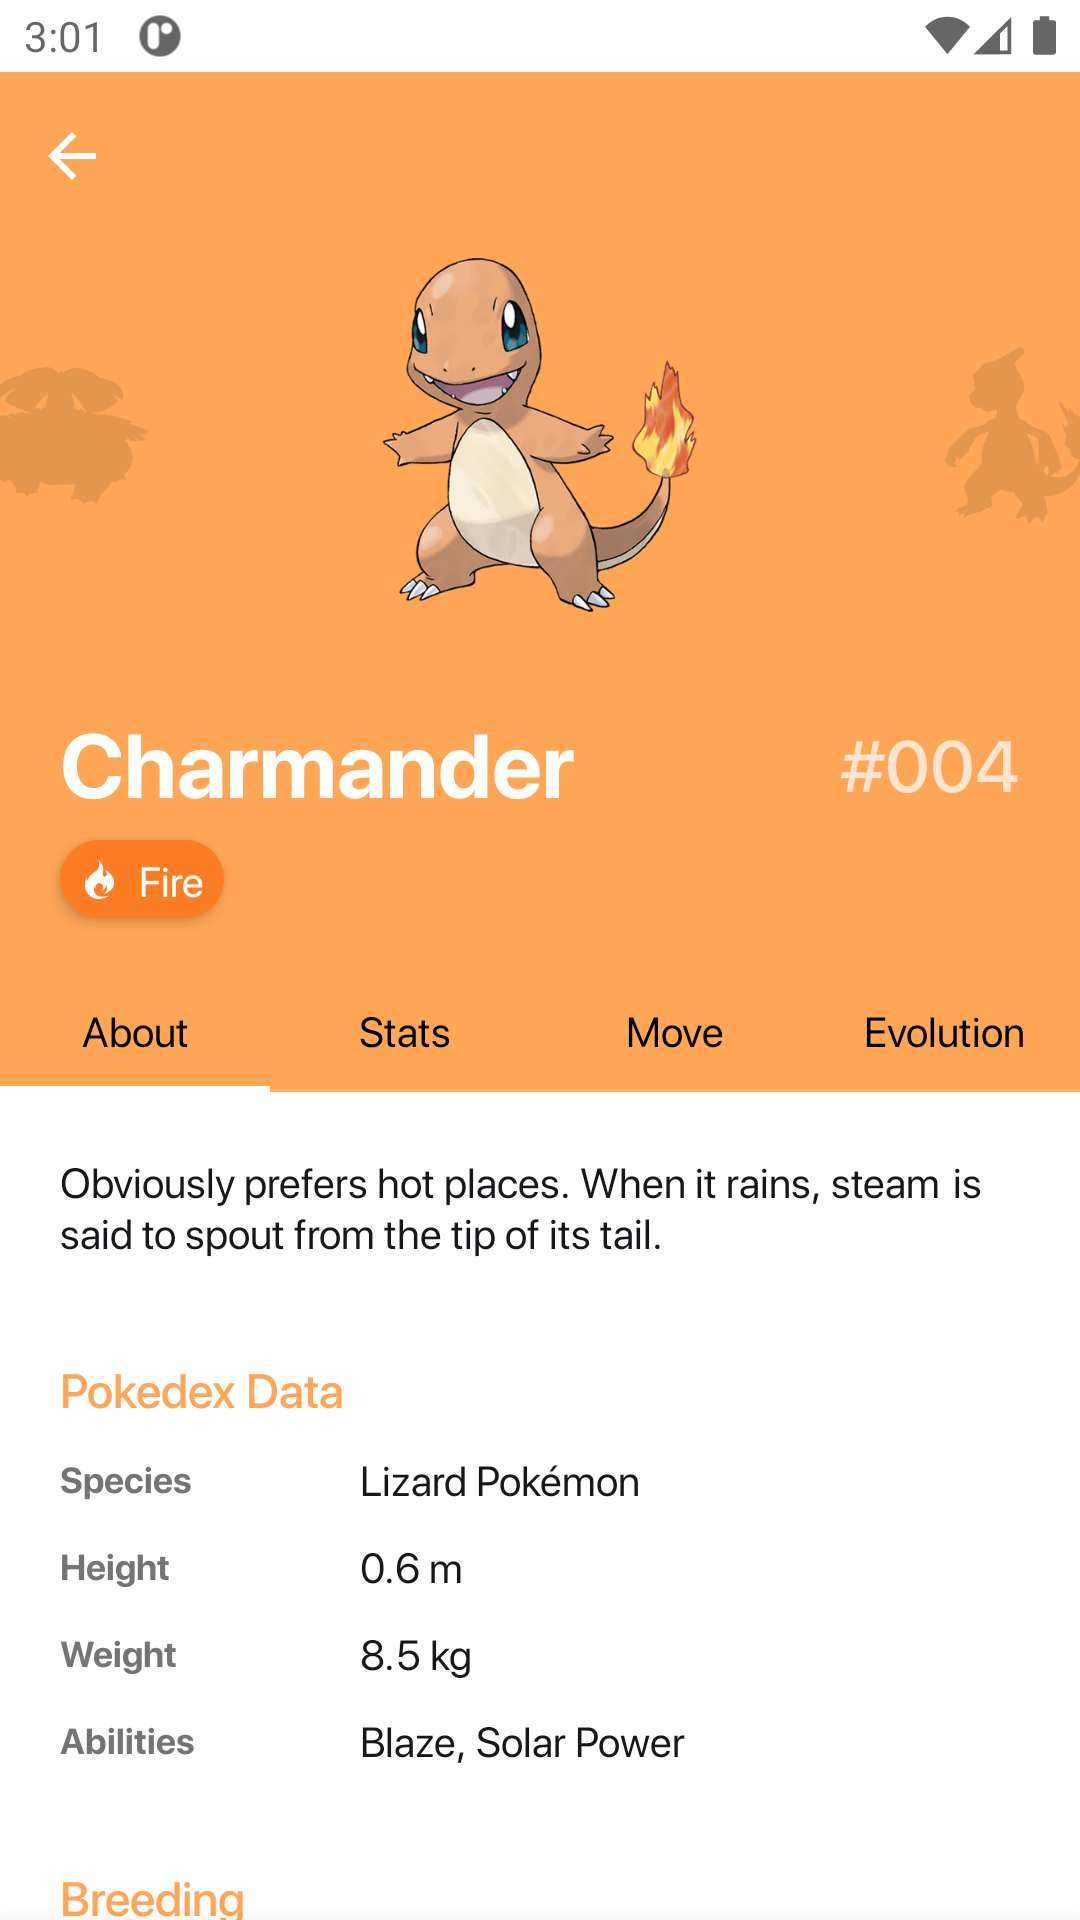 3:01
Charmander #004
Fire
About Stats Move Evolution
Obviously prefers hot places. When it rains, steam is
said to spout from the tip of its tail.
Pokedex Data
Species Lizard Pokémon
Height 0.6 m
Weight 8.5 kg
Abilities Blaze, Solar Power
Breeding